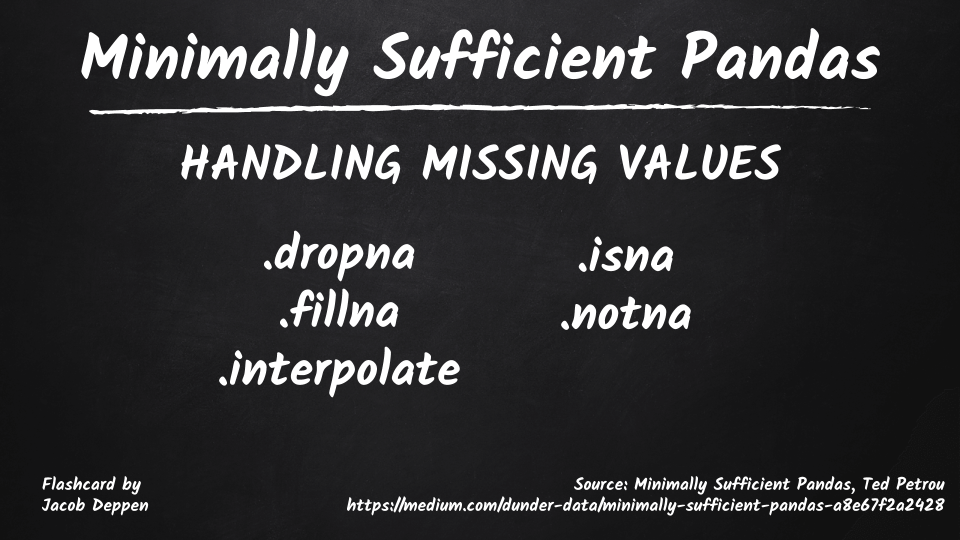 Minimally Sufficient Pandas
HANDLING MISSING VALUES
.dropna
.fillna
.interpolate
.isna
.notna
Flashcard by
Jacob Deppen
Source: Minimally Sufficient Pandas, Ted Petrou
https://medium.com/dunder-data/minimally-sufficient-pandas-a8e67f2a2428